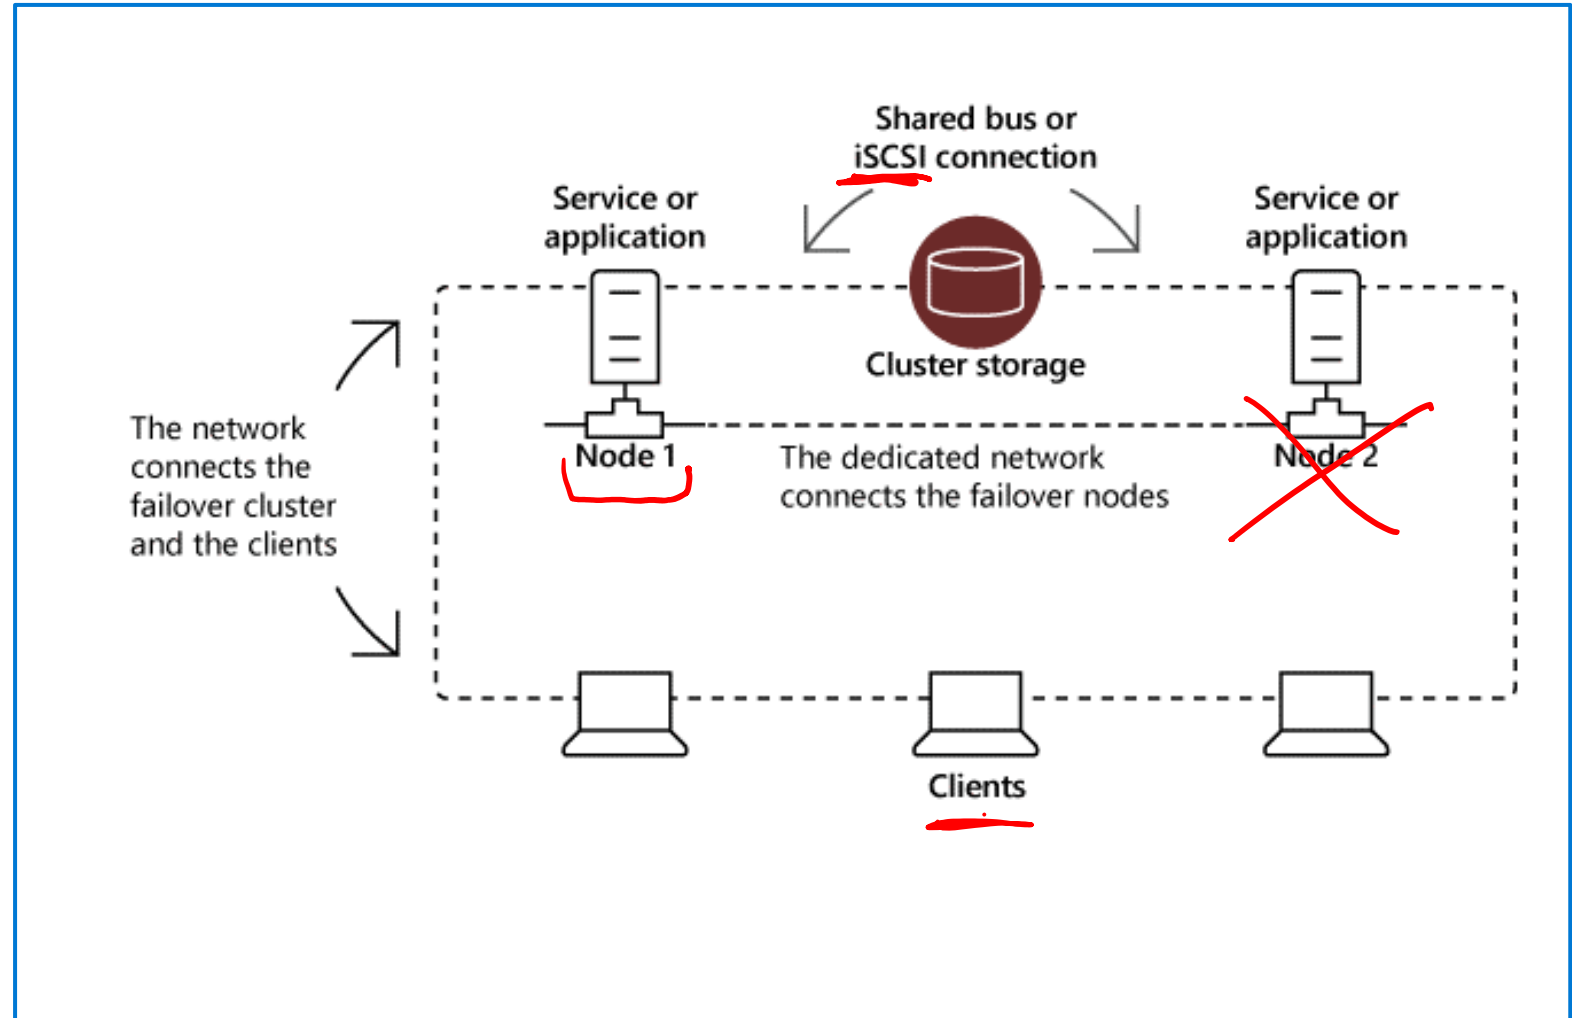 Shared bus or
iSCSI connection
Service or
application
Service or
application
Cluster storage
The network
connects the
failover cluster
and the clients
Node 1
The dedicated network
connects the failover nodes
Node 2
Clients